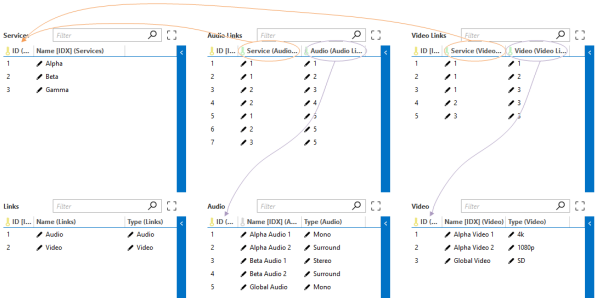 Services Filter
ID (... Name [IDX] (Services)
1 Alpha
2 Beta
3 Gamma
Audio Links Filter
ID [I... Service (Audio... Audio (Audio Li...
1 1 1
2 1 2
3 2 3
4 2 4
5 1 5
6 2 5
7 3 5
Video Links Filter
ID [I... Service (Video... Video (Video Li...
1 1 1
2 1 2
3 1 3
4 2 3
5 3 3
Links Filter
ID [I... Name (Links) Type (Links)
1 Audio Audio
2 Video Video
Audio Filter
ID (... Name [IDX] (A... Type (Audio)
1 Alpha Audio 1 Mono
2 Alpha Audio 2 Surround
3 Beta Audio 1 Stereo
4 Beta Audio 2 Surround
5 Global Audio Mono
Video Filter
ID (... Name [IDX] (Video) Type (Video)
1 Alpha Video 1 4k
2 Alpha Video 2 1080p
3 Global Video SD